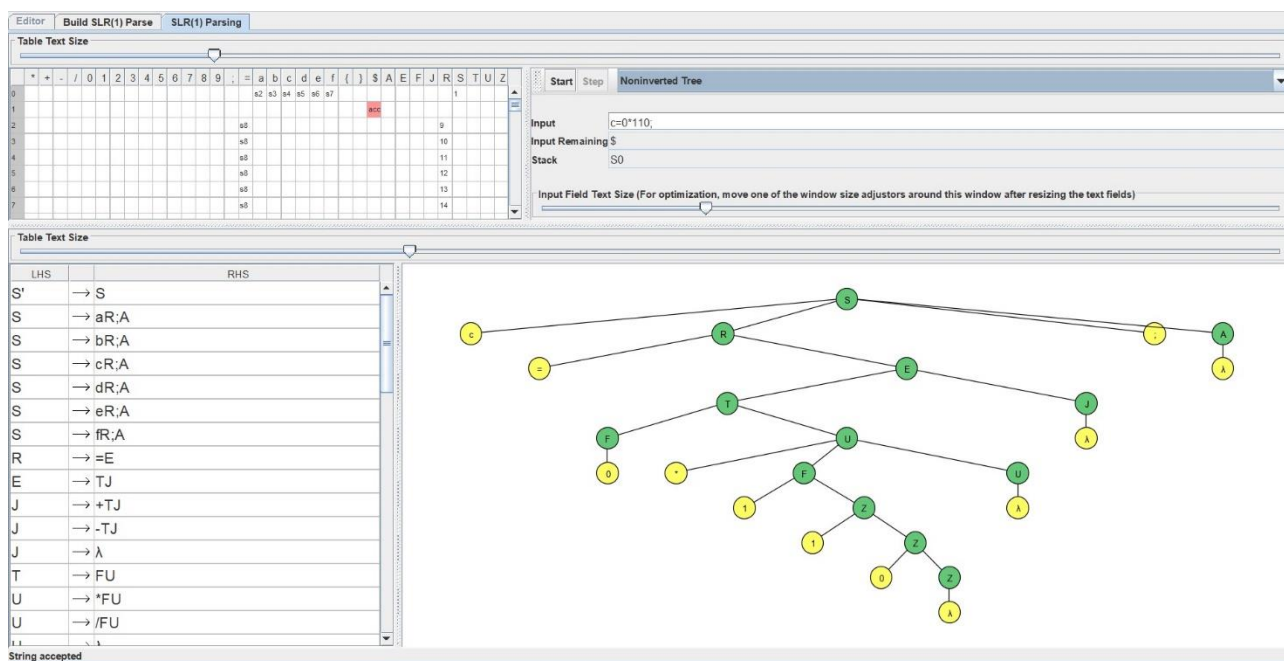 Editor Build SLR(1) Parse SLR(1) Parsing
Table Text Size
* + - / 0 1 2 3 4 5 6 7 8 9 ; = a b c d e f ( ) $ A E F J R S T U Z
0 s2 s3 s4 s5 s6 s7 1
1 acc
2 s8 9
3 s8 10
4 s8 11
5 s8 12
6 s8 13
7 s8 14
Start Step Noninverted Tree
Input c=0*110;
Input Remaining $
Stack S0
Input Field Text Size (For optimization, move one of the window size adjustors around this window after resizing the text fields)
Table Text Size
LHS RHS
S' → S
S → aR;A
S → bR;A
S → cR;A
S → dR;A
S → eR;A
S → fR;A
R → =E
E → TJ
J → +TJ
J → -TJ
J → λ
T → FU
U → *FU
U → /FU
S
c R ; A
= E λ
T J
F U λ
0 * F U
1 Z λ
1 Z
0 Z
λ
String accepted